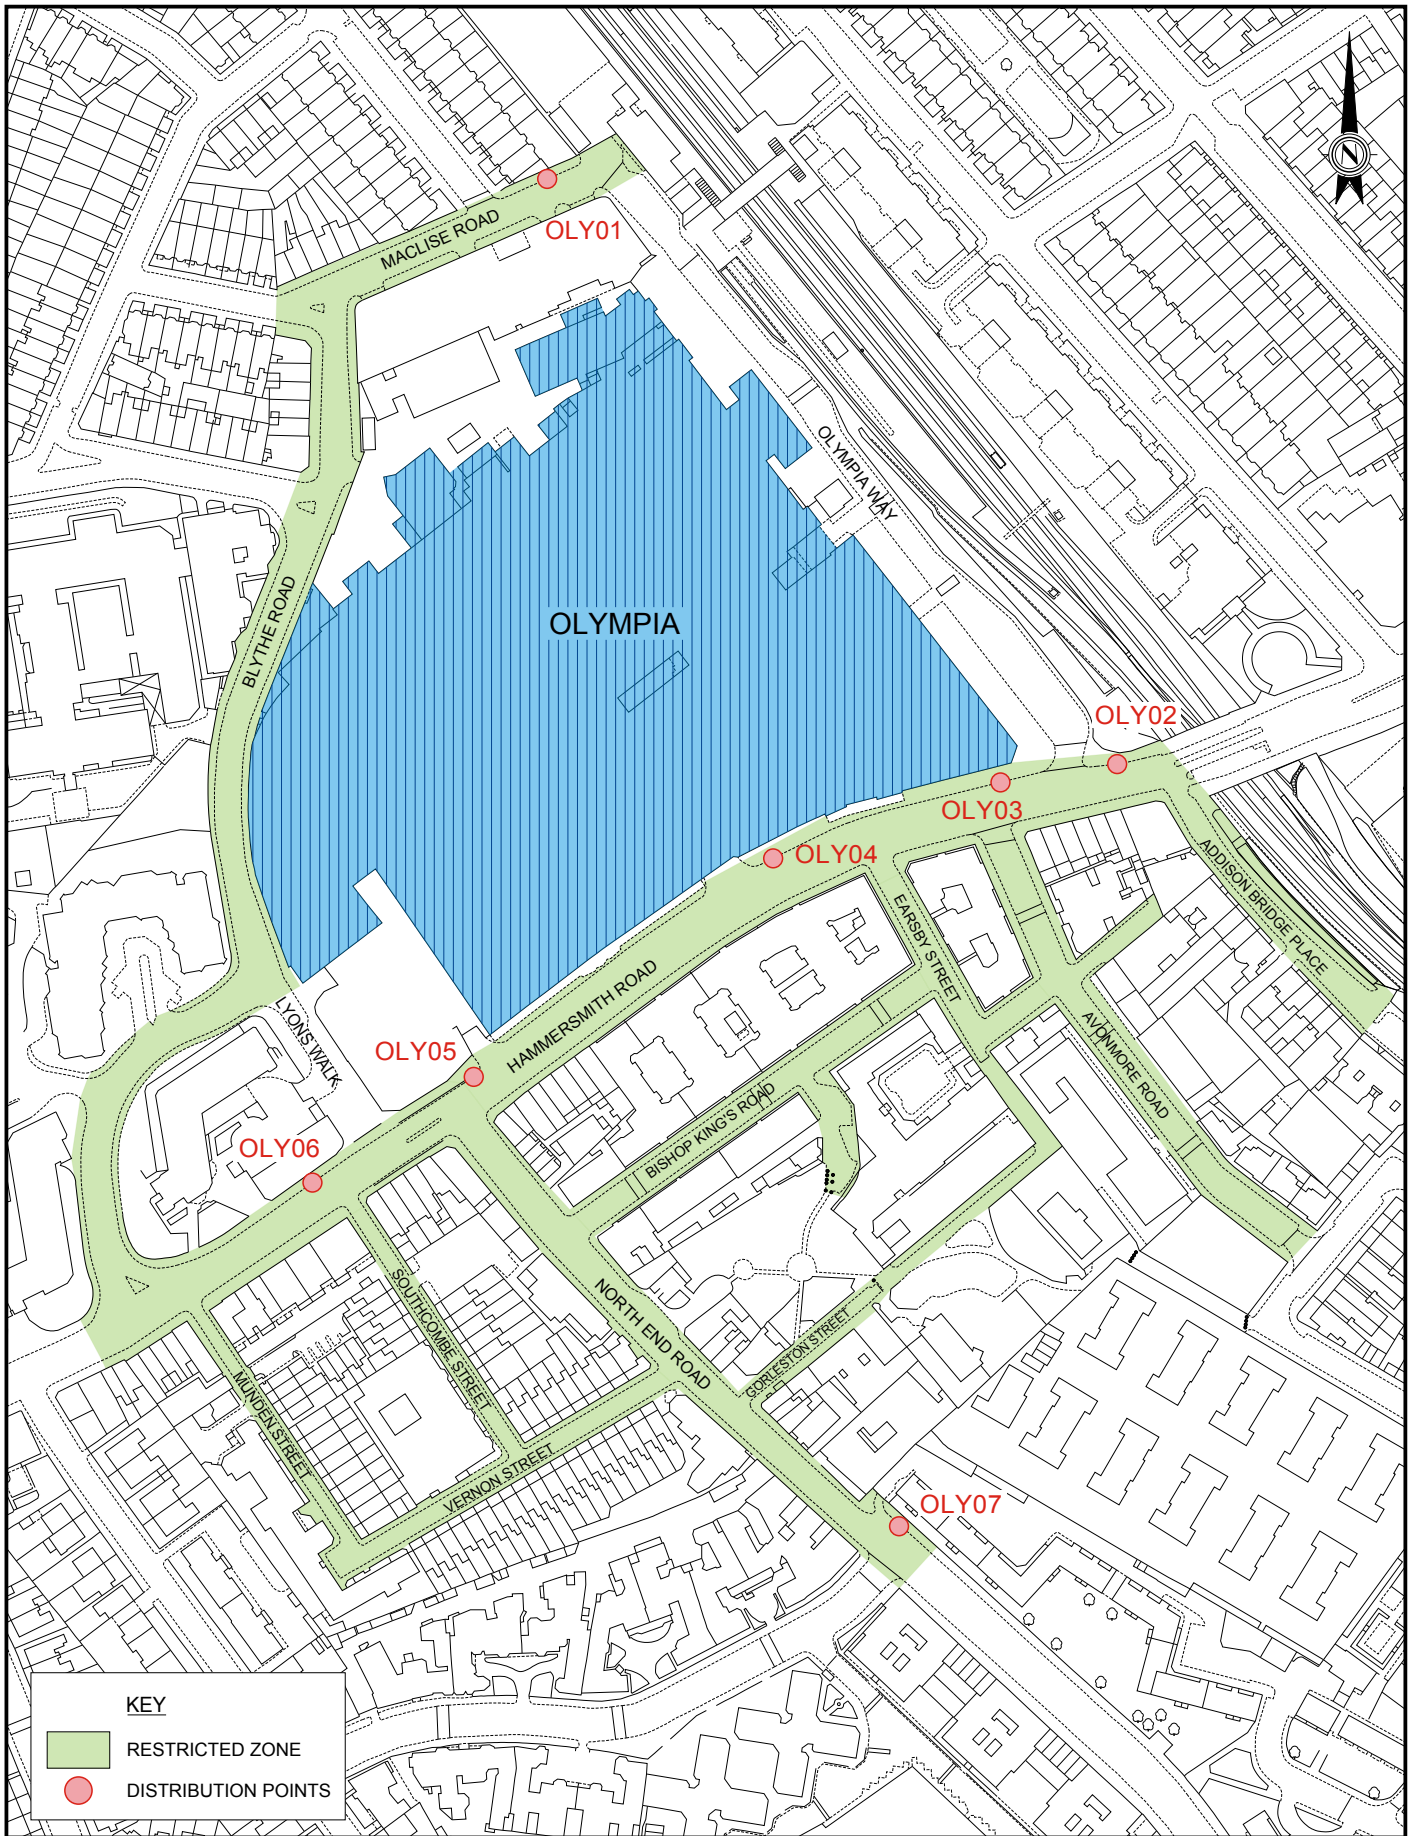 N
OLY01
MACLISE ROAD
OLYMPIA WAY
BLYTHE ROAD
OLYMPIA
OLY02
OLY03
OLY04
ADDISON BRIDGE PLACE
EARSBY STREET
HAMMERSMITH ROAD
LYONS WALK
AVONMORE ROAD
OLY05
BISHOP KING'S ROAD
OLY06
SOUTHCOMBE STREET
NORTH END ROAD
GORLESTON STREET
MUNDEN STREET
VERNON STREET
OLY07
KEY
RESTRICTED ZONE
DISTRIBUTION POINTS